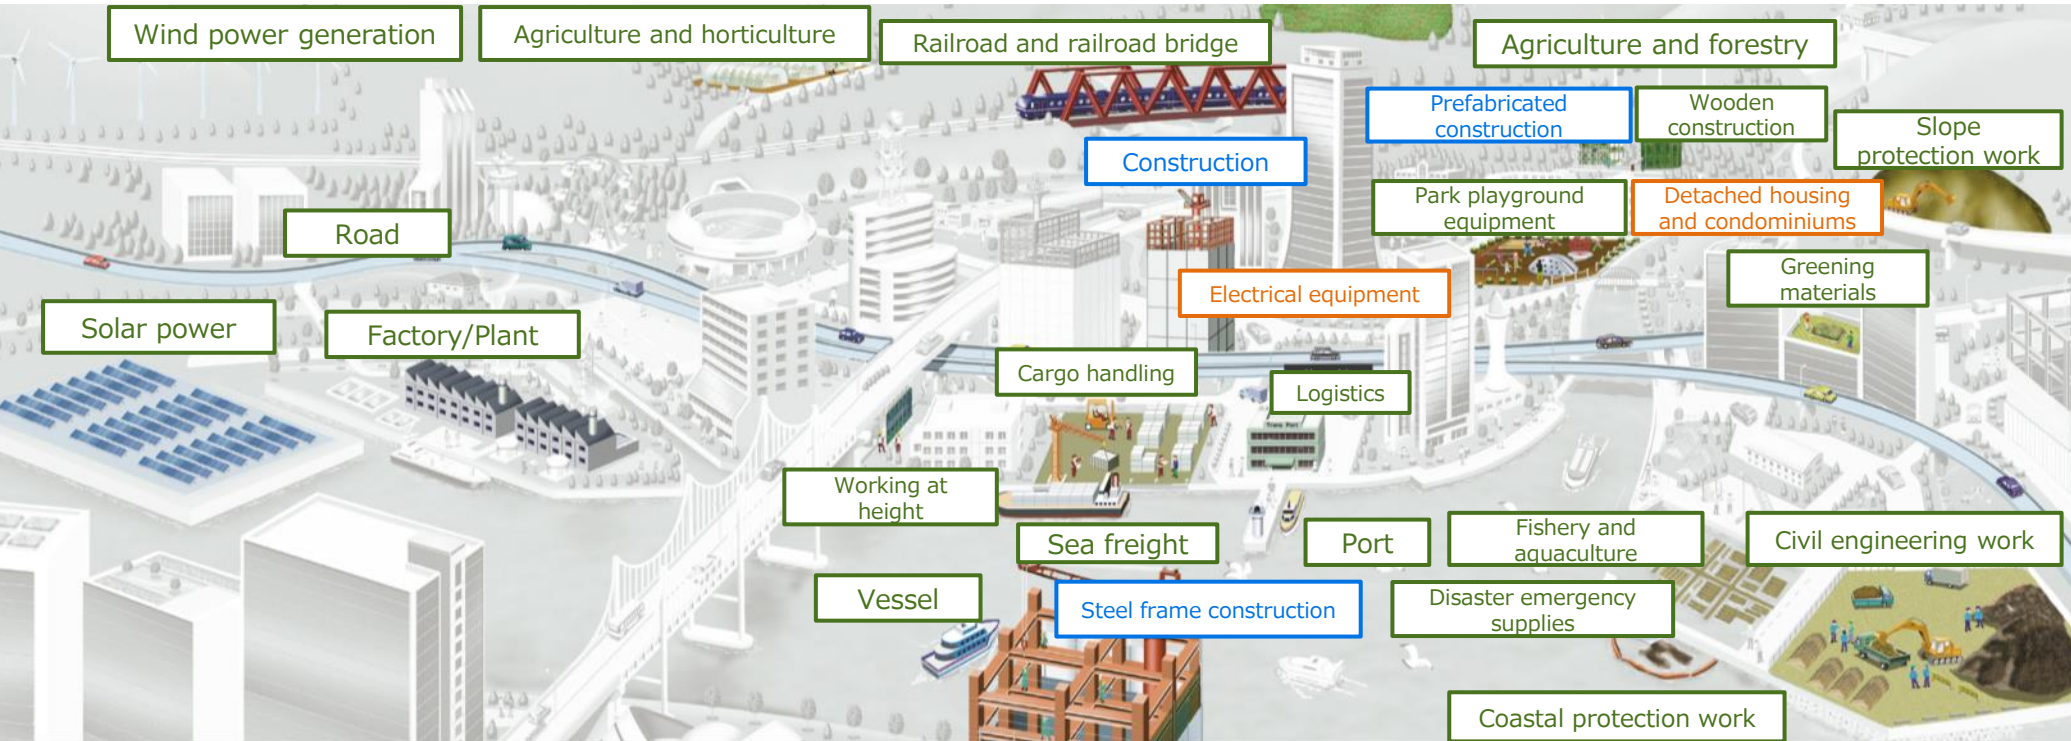 Wind power generation
Agriculture and horticulture
Railroad and railroad bridge
Agriculture and forestry
Prefabricated
construction
Wooden
construction
Slope
protection work
Construction
Park playground
equipment
Detached housing
and condominiums
Road
Electrical equipment
Greening
materials
Solar power
Factory/Plant
Cargo handling
Logistics
Trans Port
Working at
height
Sea freight
Port
Fishery and
aquaculture
Civil engineering work
Vessel
Steel frame construction
Disaster emergency
supplies
Coastal protection work